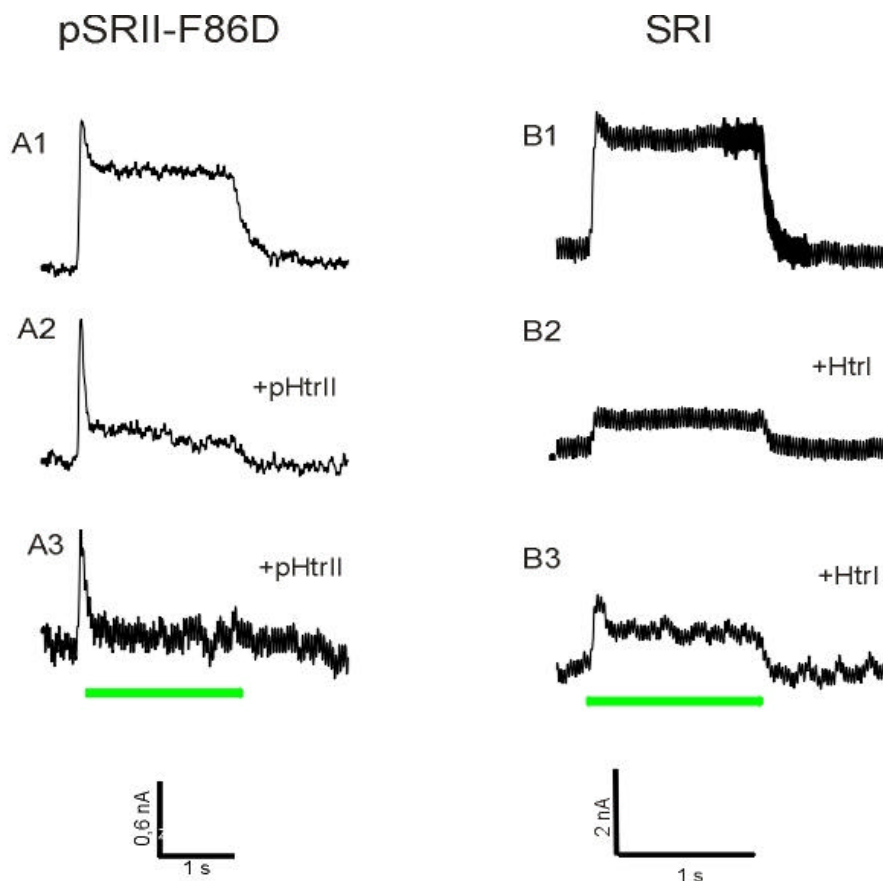 pSRII-F86D
SRI
A1
B1
A2
B2
+pHtrII
+HtrI
A3
B3
+pHtrII
+HtrI
0,6 nA
z
1 s
2 nA
1 s